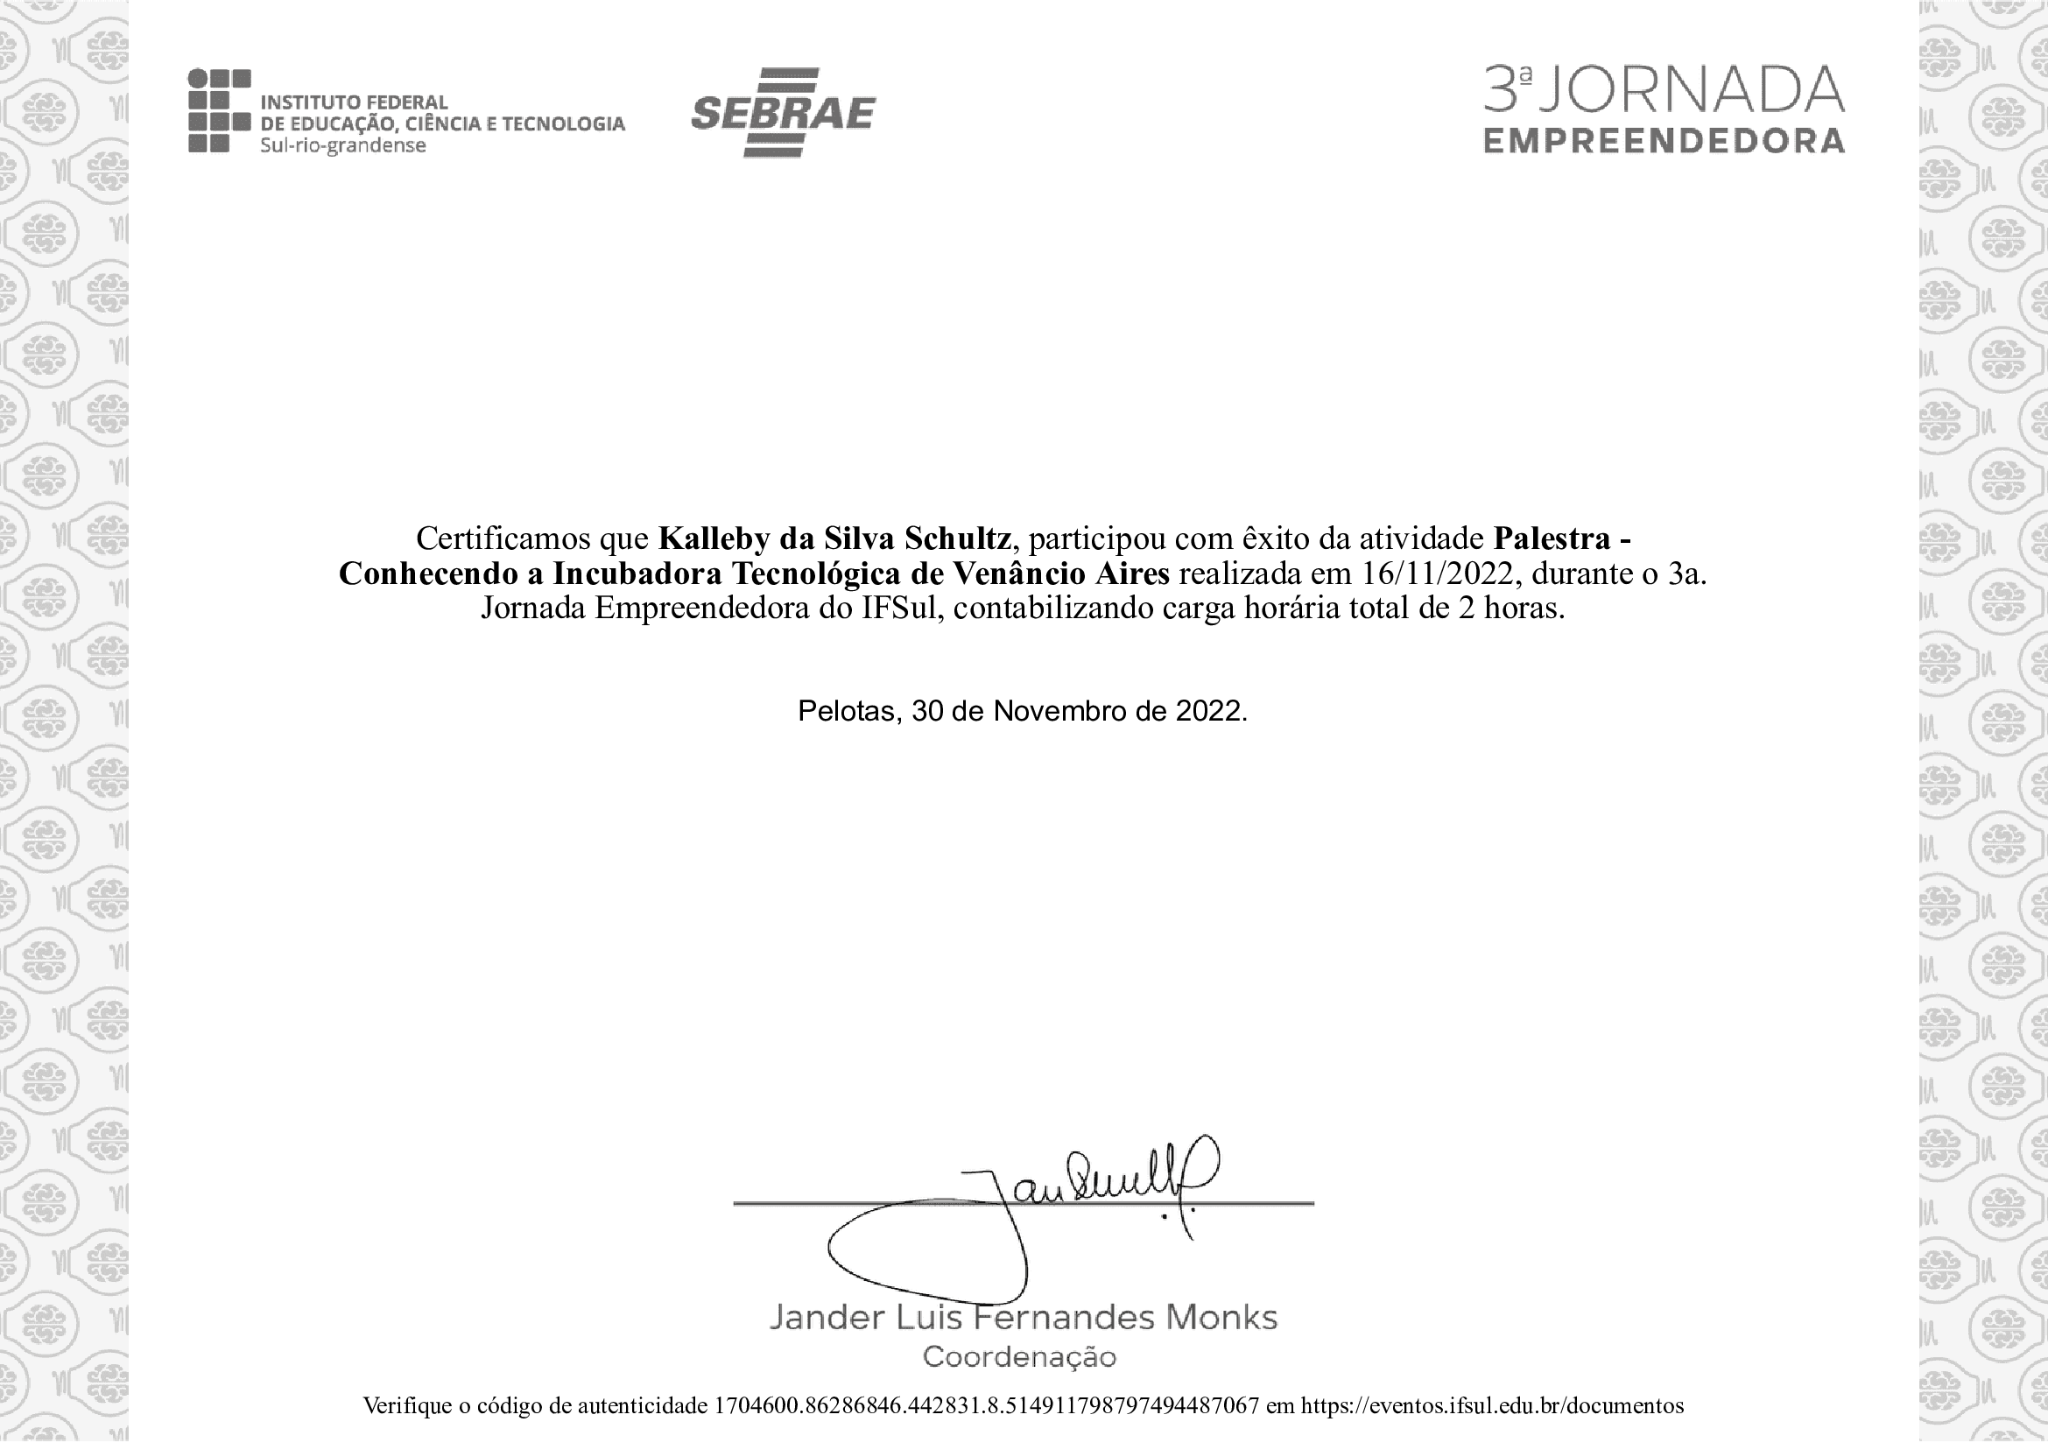 INSTITUTO FEDERAL
DE EDUCAÇÃO, CIÊNCIA E TECNOLOGIA
Sul-rio-grandense
SEBRAE
3ª JORNADA
EMPREENDEDORA
Certificamos que Kalleby da Silva Schultz, participou com êxito da atividade Palestra -
Conhecendo a Incubadora Tecnológica de Venâncio Aires realizada em 16/11/2022, durante o 3a.
Jornada Empreendedora do IFSul, contabilizando carga horária total de 2 horas.
Pelotas, 30 de Novembro de 2022.
Jander Luis Fernandes Monks
Coordenação
Verifique o código de autenticidade 1704600.86286846.442831.8.514911798797494487067 em https://eventos.ifsul.edu.br/documentos